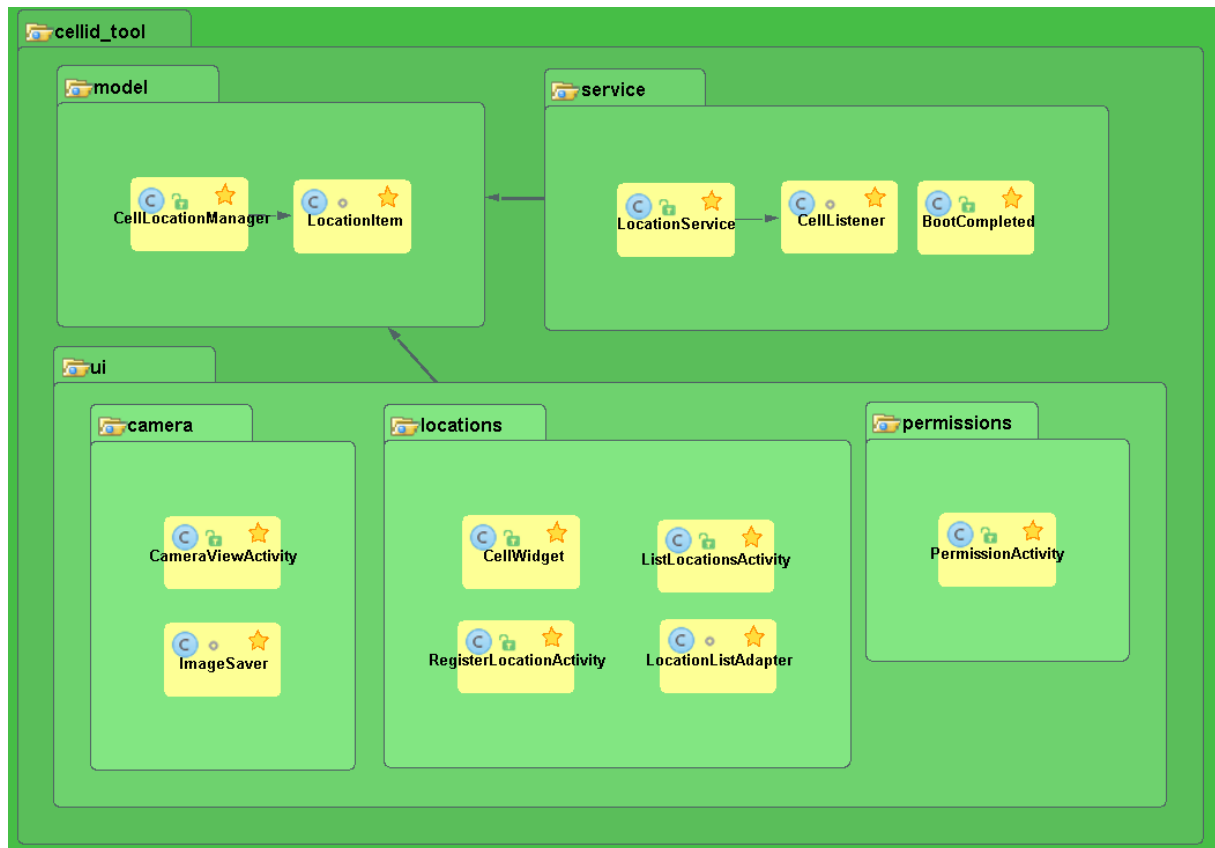 cellid_tool
model
service
C
CellLocationManager
C
LocationItem
C
LocationService
C
CellListener
C
BootCompleted
ui
camera
locations
permissions
C
CameraViewActivity
C
CellWidget
C
ListLocationsActivity
C
PermissionActivity
C
ImageSaver
C
RegisterLocationActivity
C
LocationListAdapter